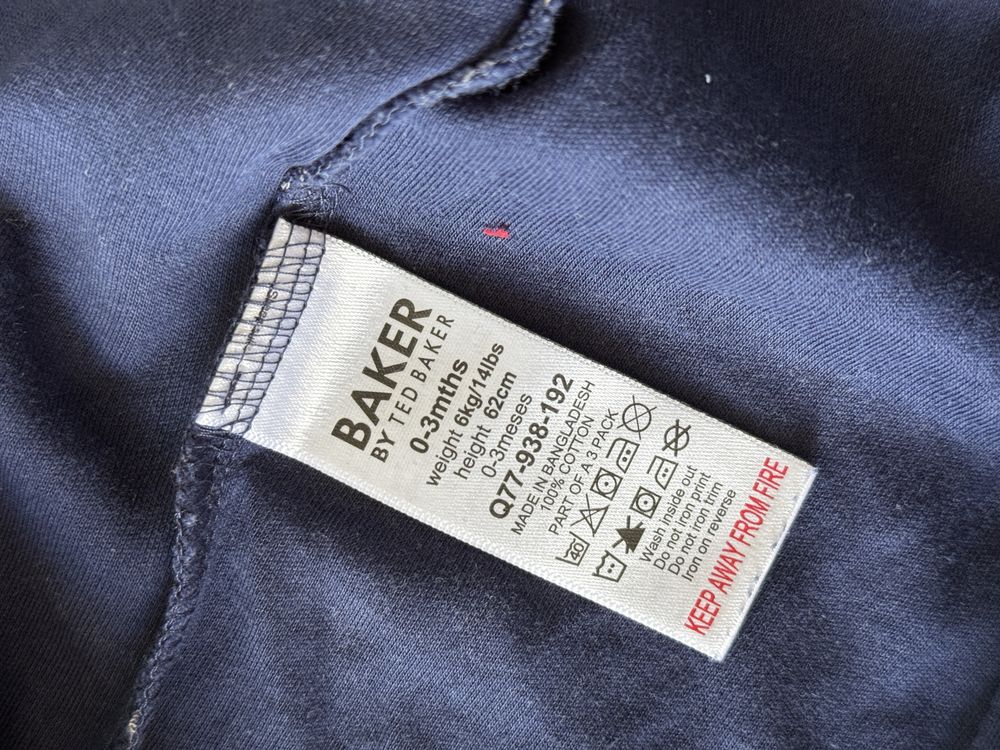 BAKER
BY TED BAKER
0-3mths
weight 6kg/14lbs
height 62cm
0-3meses
Q77-938-192
MADE IN BANGLADESH
100% COTTON
PART OF A 3 PACK
40
Wash inside out
Do not iron print
Do not iron trim
Iron on reverse
KEEP AWAY FROM FIRE